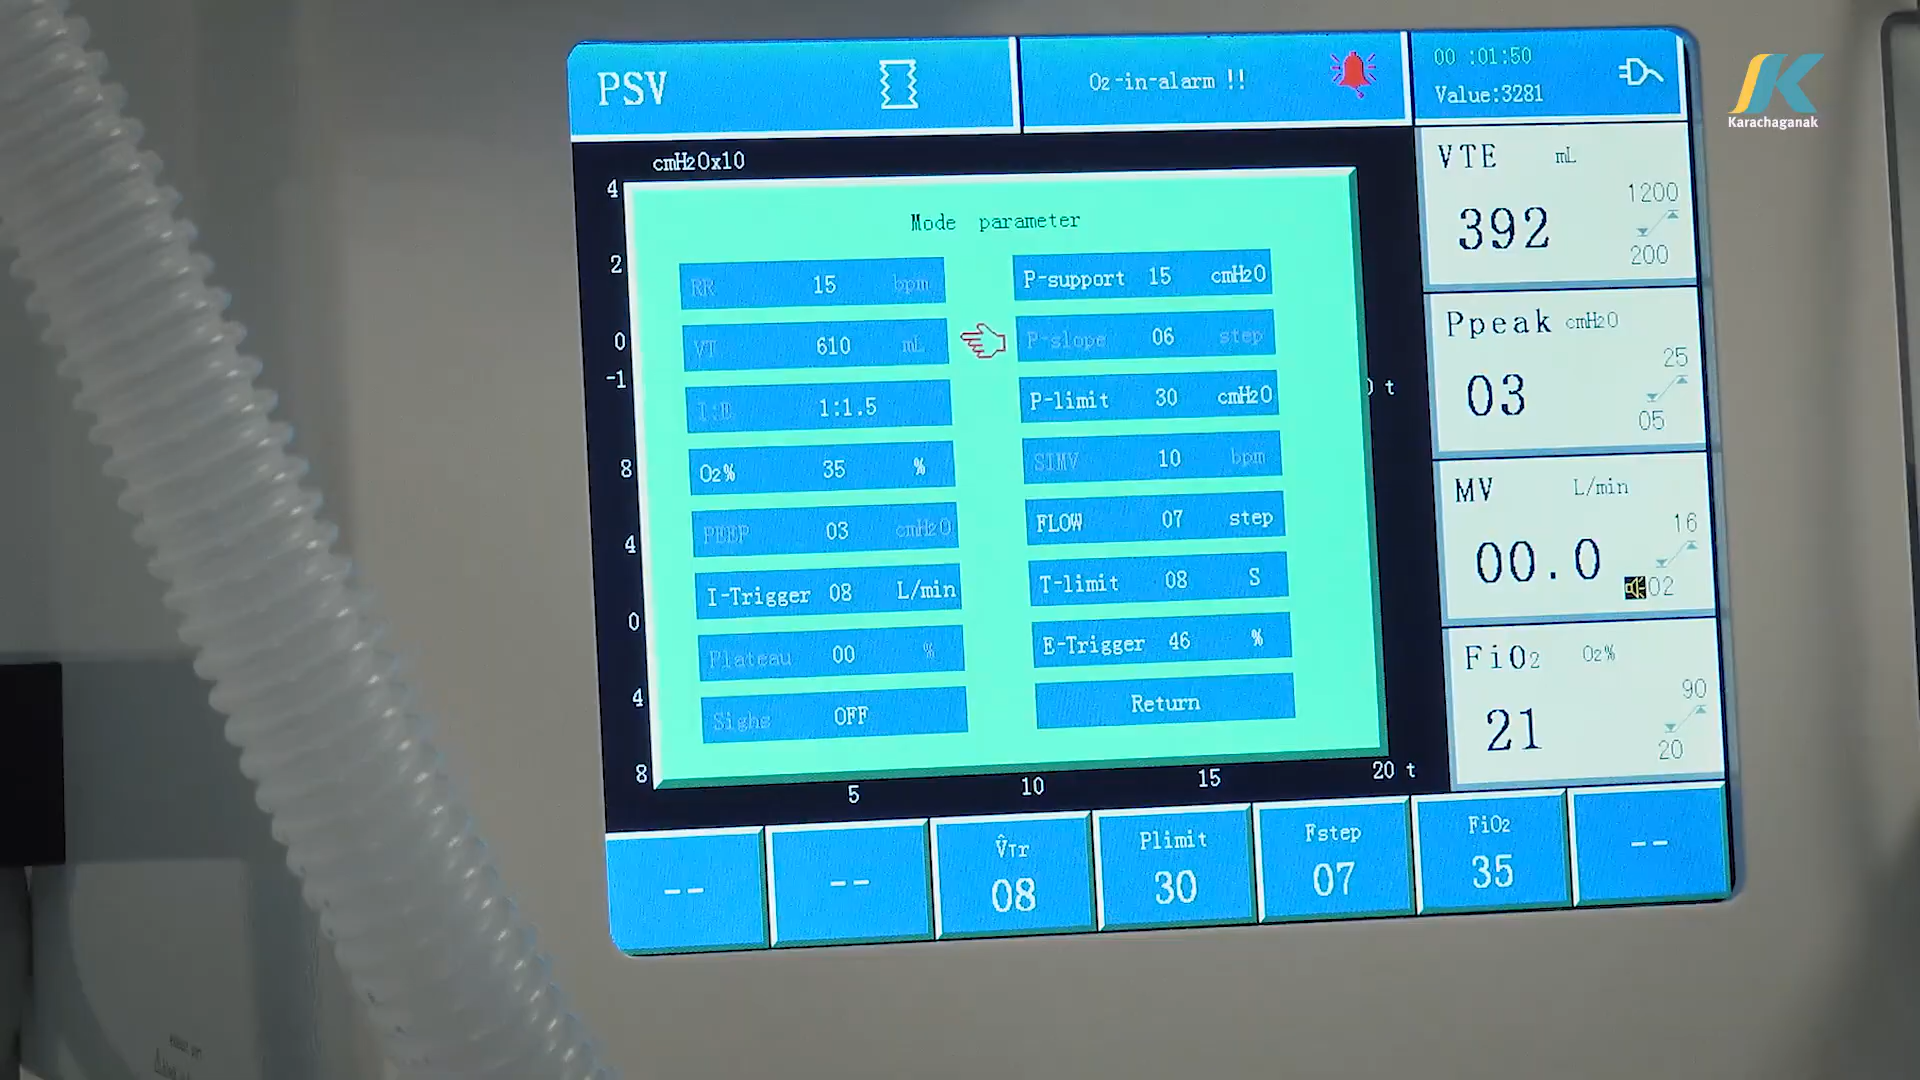 PSV
O2-in-alarm !!
00 :01:50
Value:3281
Karachaganak
cmH2Ox10
4
2
0
-1
8
4
0
4
8
t
5
10
15
20 t
Mode parameter
RR 15 bpm
VT 610 mL
I:E 1:1.5
O2% 35 %
PEEP 03 cmH2O
I-Trigger 08 L/min
Plateau 00 %
Sighs OFF
P-support 15 cmH2O
P-slope 06 step
P-limit 30 cmH2O
SIMV 10 bpm
FLOW 07 step
T-limit 08 S
E-Trigger 46 %
Return
VTE mL
1200
392
200
Ppeak cmH2O
25
03
05
MV L/min
16
00.0
02
FiO2 O2%
90
21
20
-- 
--
V̂Tr
08
Plimit
30
Fstep
07
FiO2
35
--